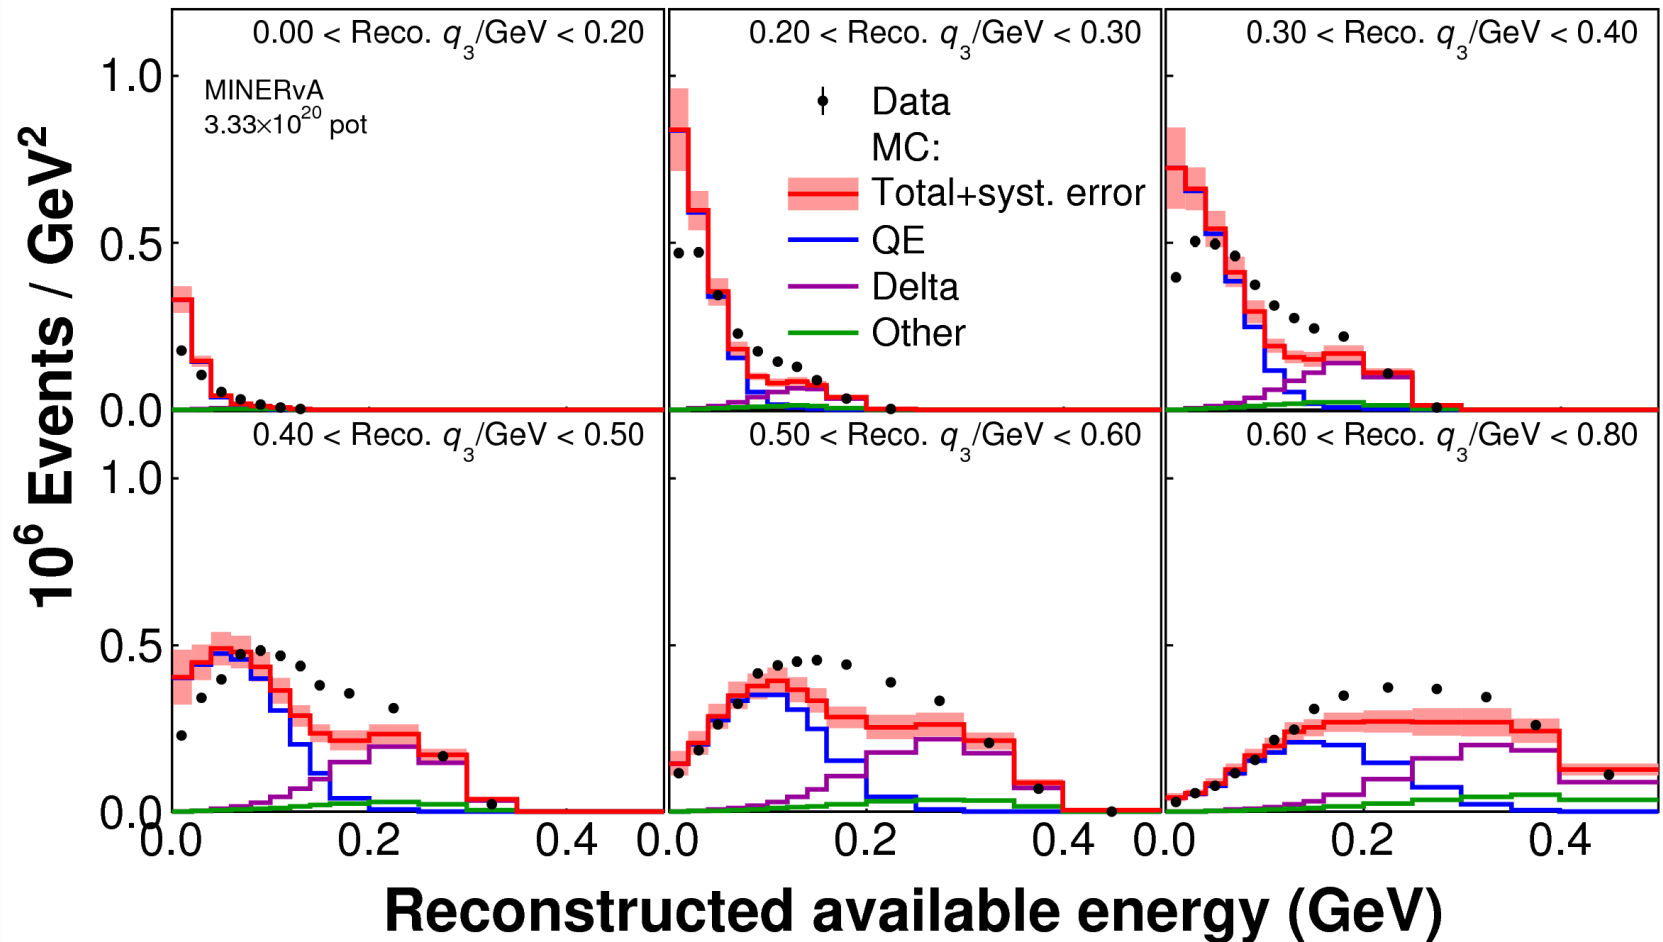 0.00 < Reco. q3/GeV < 0.20
0.20 < Reco. q3/GeV < 0.30
0.30 < Reco. q3/GeV < 0.40
MINERvA
3.33×10^20 pot
Data
MC:
Total+syst. error
QE
Delta
Other
1.0
0.5
0.0
0.40 < Reco. q3/GeV < 0.50
0.50 < Reco. q3/GeV < 0.60
0.60 < Reco. q3/GeV < 0.80
1.0
0.5
0.0
0.0 0.2 0.4 0.0 0.2 0.4 0.0 0.2 0.4
10^6 Events / GeV^2
Reconstructed available energy (GeV)